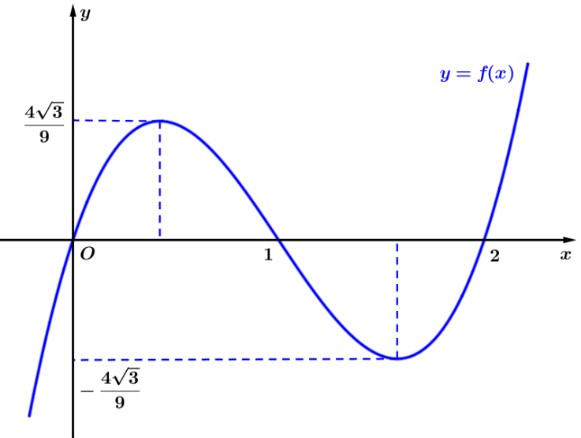 y
y = f(x)
4√3/9
O
1
2
x
-4√3/9